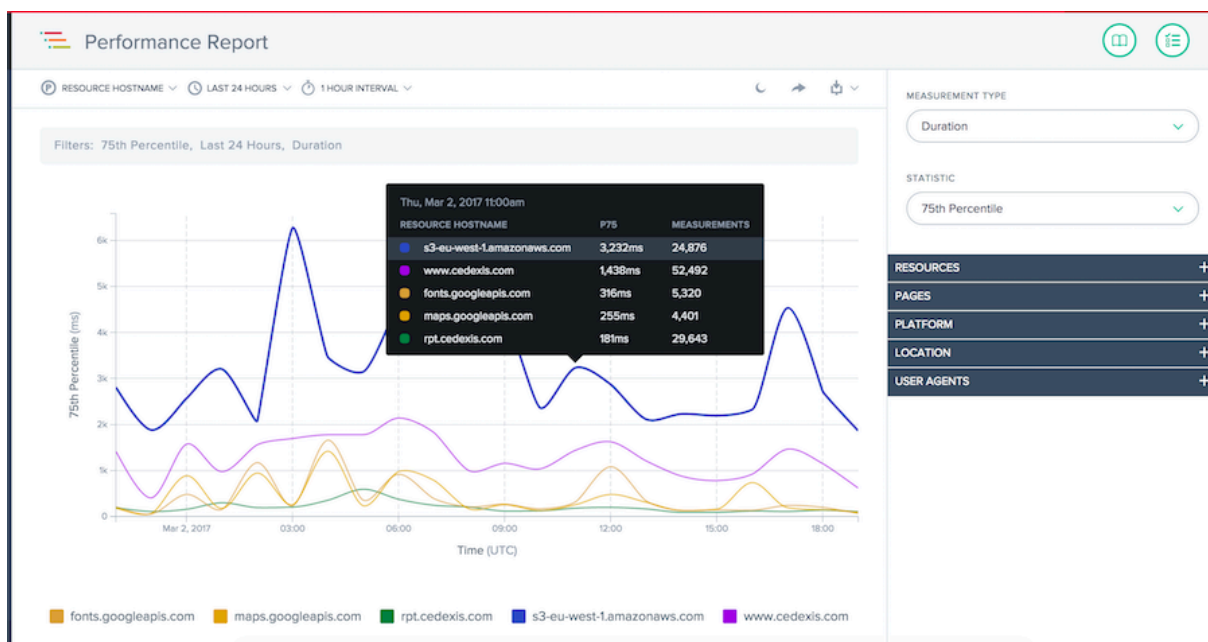 Performance Report
RESOURCE HOSTNAME LAST 24 HOURS 1 HOUR INTERVAL
Filters: 75th Percentile, Last 24 Hours, Duration
MEASUREMENT TYPE
Duration
STATISTIC
75th Percentile
RESOURCES +
PAGES +
PLATFORM +
LOCATION +
USER AGENTS +
Thu, Mar 2, 2017 11:00am
RESOURCE HOSTNAME P75 MEASUREMENTS
s3-eu-west-1.amazonaws.com 3,232ms 24,876
www.cedexis.com 1,438ms 52,492
fonts.googleapis.com 316ms 5,320
maps.googleapis.com 255ms 4,401
rpt.cedexis.com 181ms 29,643
75th Percentile (ms)
6k
5k
4k
3k
2k
1k
0
Mar 2, 2017 03:00 06:00 09:00 12:00 15:00 18:00
Time (UTC)
fonts.googleapis.com maps.googleapis.com rpt.cedexis.com s3-eu-west-1.amazonaws.com www.cedexis.com